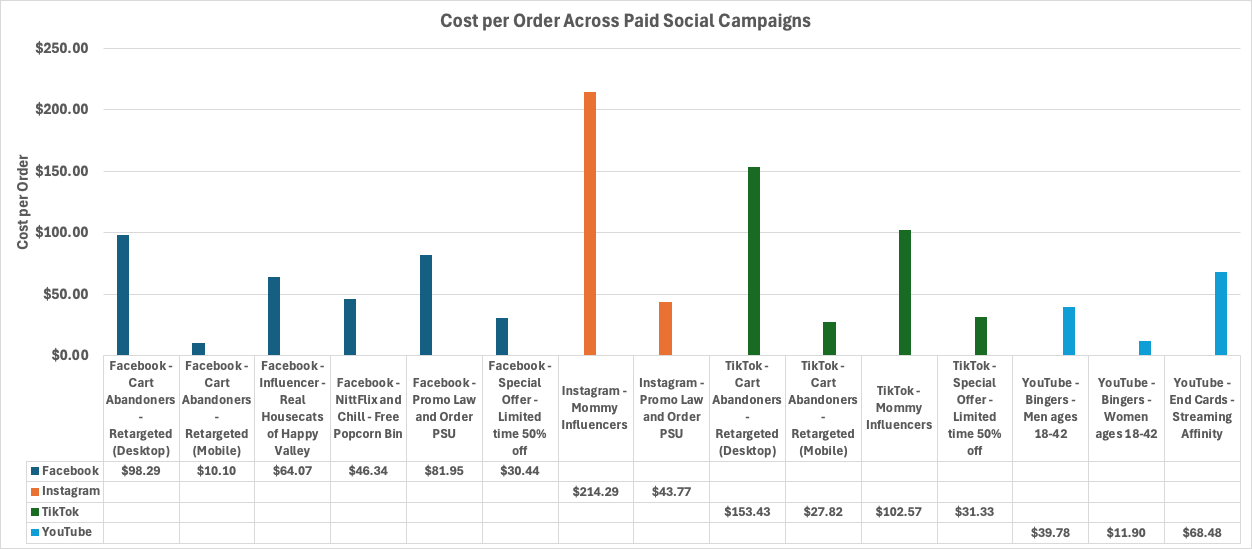 Cost per Order Across Paid Social Campaigns
Cost per Order
$250.00
$200.00
$150.00
$100.00
$50.00
$0.00
Facebook -
Cart
Abandoners
-
Retargeted
(Desktop)
Facebook -
Cart
Abandoners
-
Retargeted
(Mobile)
Facebook -
Influencer -
Real
Housecats
of Happy
Valley
Facebook -
NittFlix and
Chill - Free
Popcorn Bin
Facebook -
Promo Law
and Order
PSU
Facebook -
Special
Offer -
Limited
time 50%
off
Instagram -
Mommy
Influencers
Instagram -
Promo Law
and Order
PSU
TikTok -
Cart
Abandoners
-
Retargeted
(Desktop)
TikTok -
Cart
Abandoners
-
Retargeted
(Mobile)
TikTok -
Mommy
Influencers
TikTok -
Special
Offer -
Limited
time 50%
off
YouTube -
Bingers -
Men ages
18-42
YouTube -
Bingers -
Women
ages 18-42
YouTube -
End Cards -
Streaming
Affinity
Facebook $98.29 $10.10 $64.07 $46.34 $81.95 $30.44
Instagram $214.29 $43.77
TikTok $153.43 $27.82 $102.57 $31.33
YouTube $39.78 $11.90 $68.48